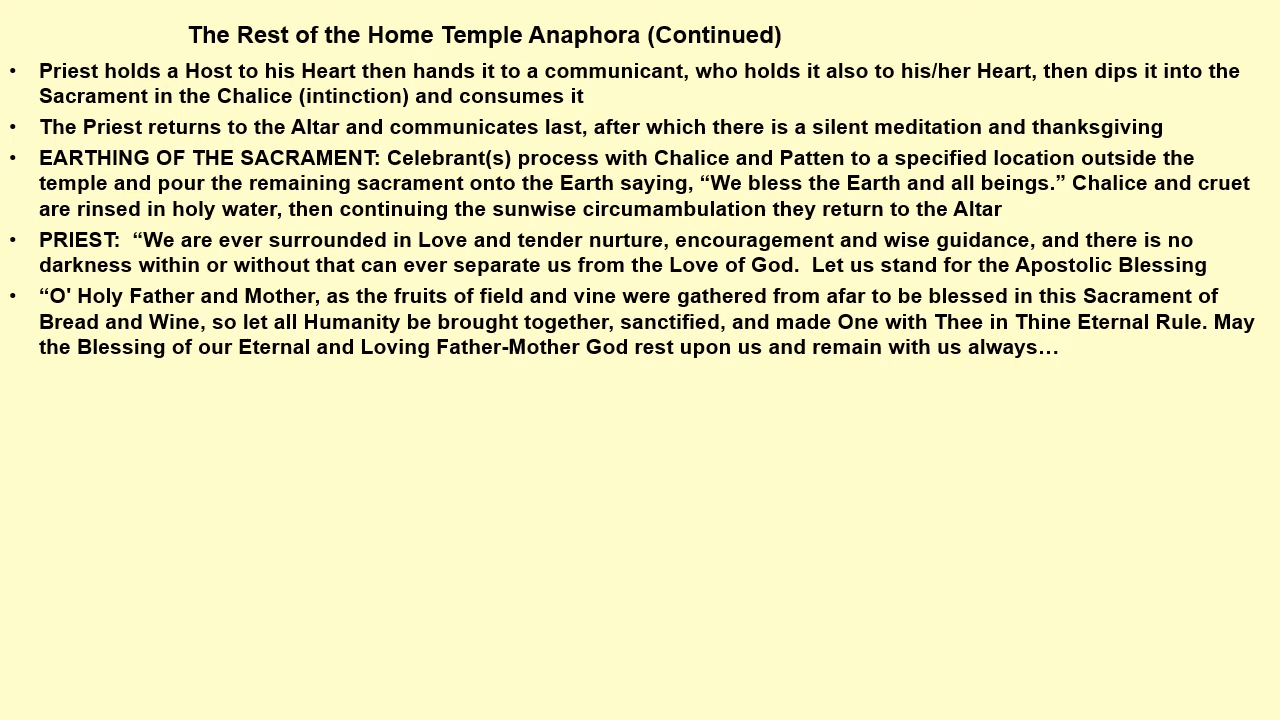 The Rest of the Home Temple Anaphora (Continued)
• Priest holds a Host to his Heart then hands it to a communicant, who holds it also to his/her Heart, then dips it into the
Sacrament in the Chalice (intinction) and consumes it
• The Priest returns to the Altar and communicates last, after which there is a silent meditation and thanksgiving
• EARTHING OF THE SACRAMENT: Celebrant(s) process with Chalice and Patten to a specified location outside the
temple and pour the remaining sacrament onto the Earth saying, “We bless the Earth and all beings.” Chalice and cruet
are rinsed in holy water, then continuing the sunwise circumambulation they return to the Altar
• PRIEST:  “We are ever surrounded in Love and tender nurture, encouragement and wise guidance, and there is no
darkness within or without that can ever separate us from the Love of God.  Let us stand for the Apostolic Blessing
• “O' Holy Father and Mother, as the fruits of field and vine were gathered from afar to be blessed in this Sacrament of
Bread and Wine, so let all Humanity be brought together, sanctified, and made One with Thee in Thine Eternal Rule. May
the Blessing of our Eternal and Loving Father-Mother God rest upon us and remain with us always…